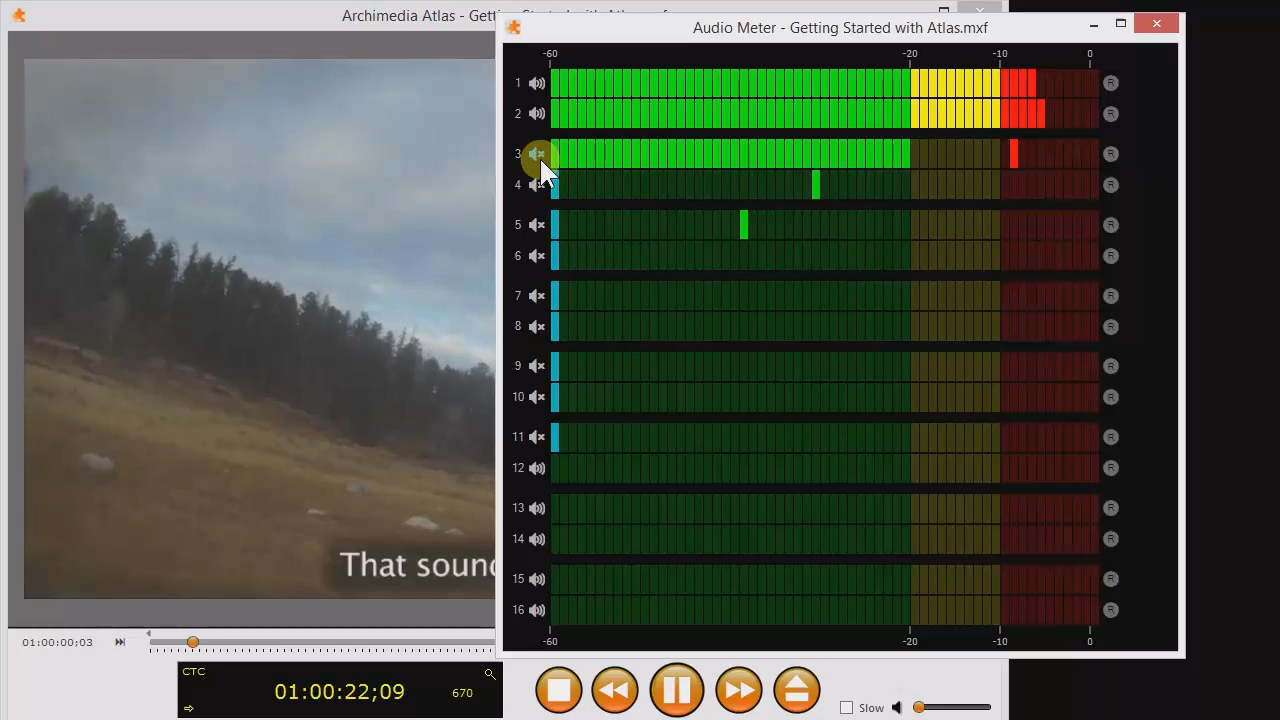 Archimedia Atlas - Gett
Audio Meter - Getting Started with Atlas.mxf
-60 -20 -10 0
1 R
2 R
3 R
4 R
5 R
6 R
7 R
8 R
9 R
10 R
11 R
12 R
13 R
14 R
15 R
16 R
-60 -20 -10 0
That sound
01:00:00;03
CTC
01:00:22;09 670
Slow